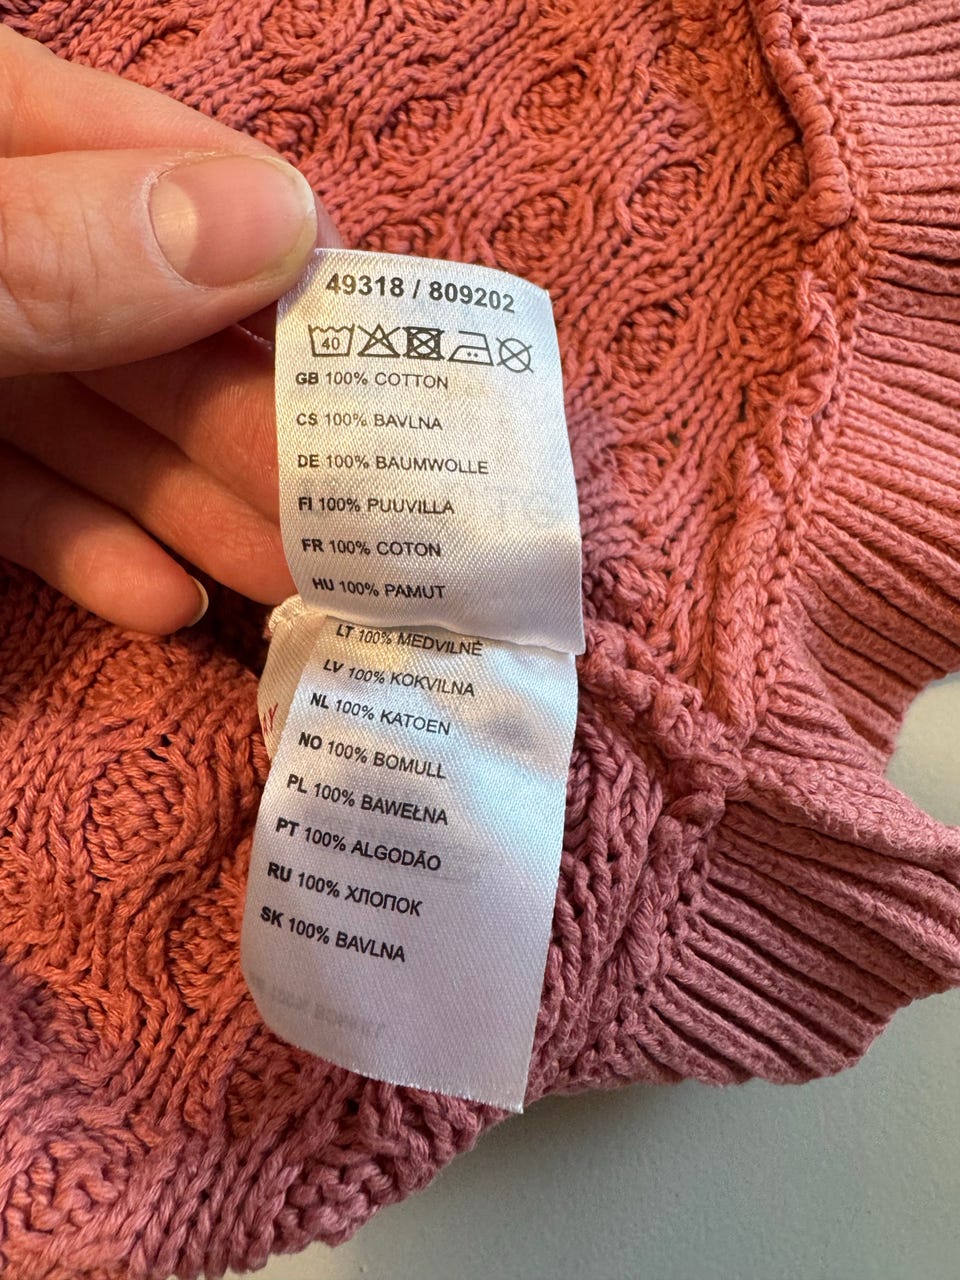 49318 / 809202
40
GB 100% COTTON
CS 100% BAVLNA
DE 100% BAUMWOLLE
FI 100% PUUVILLA
FR 100% COTON
HU 100% PAMUT
LT 100% MEDVILNĖ
LV 100% KOKVILNA
NL 100% KATOEN
NO 100% BOMULL
PL 100% BAWEŁNA
PT 100% ALGODÃO
RU 100% ХЛОПОК
SK 100% BAVLNA